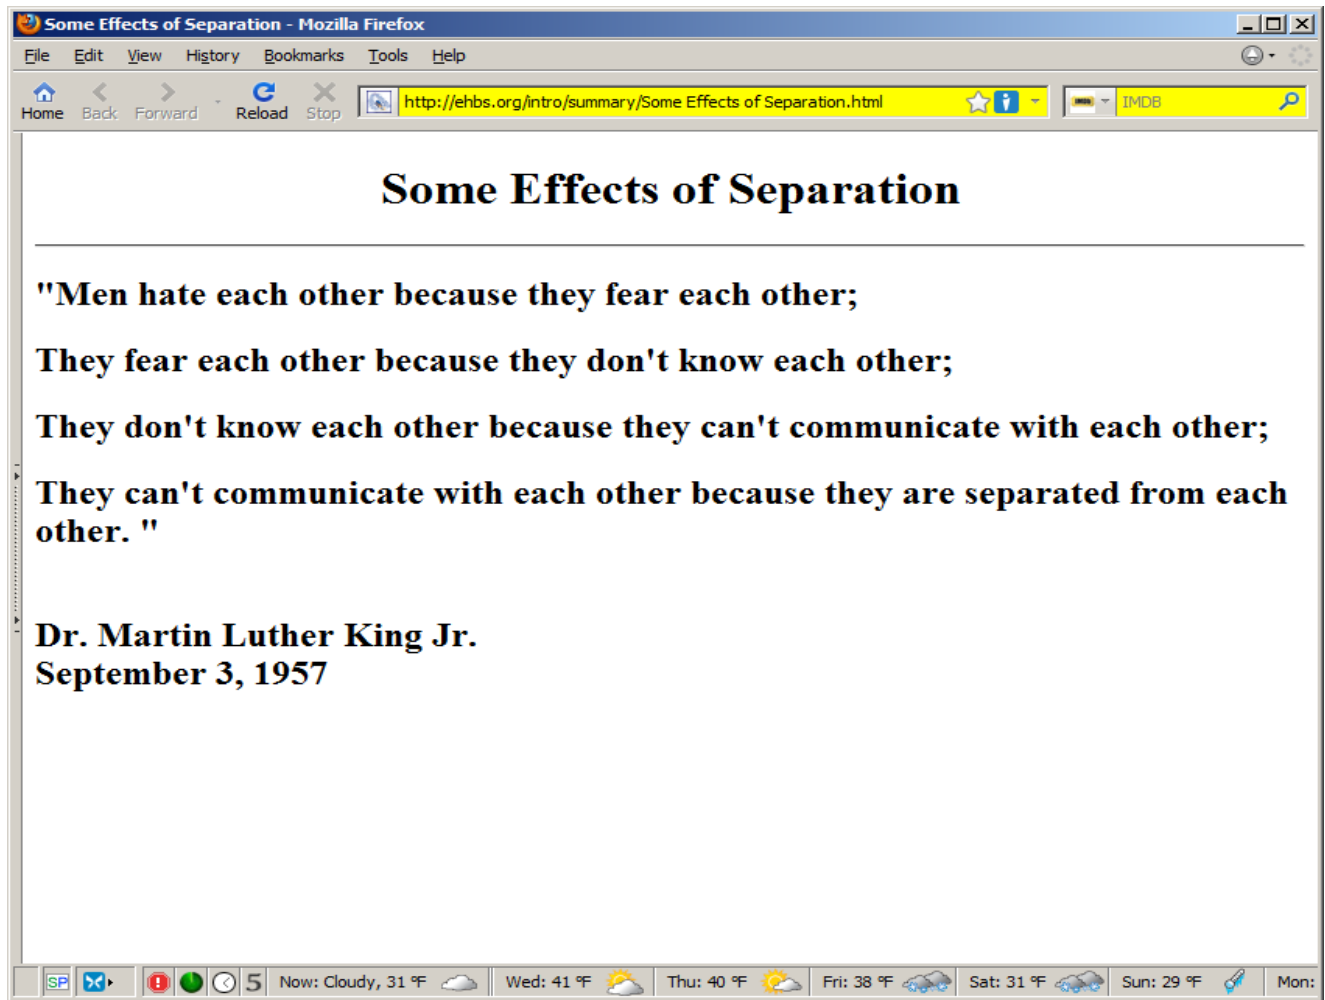 Some Effects of Separation - Mozilla Firefox
File Edit View History Bookmarks Tools Help
Home Back Forward Reload Stop http://ehbs.org/intro/summary/Some Effects of Separation.html IMDB
Some Effects of Separation
"Men hate each other because they fear each other;
They fear each other because they don't know each other;
They don't know each other because they can't communicate with each other;
They can't communicate with each other because they are separated from each
other. "
Dr. Martin Luther King Jr.
September 3, 1957
SP 5 Now: Cloudy, 31 °F Wed: 41 °F Thu: 40 °F Fri: 38 °F Sat: 31 °F Sun: 29 °F Mon: